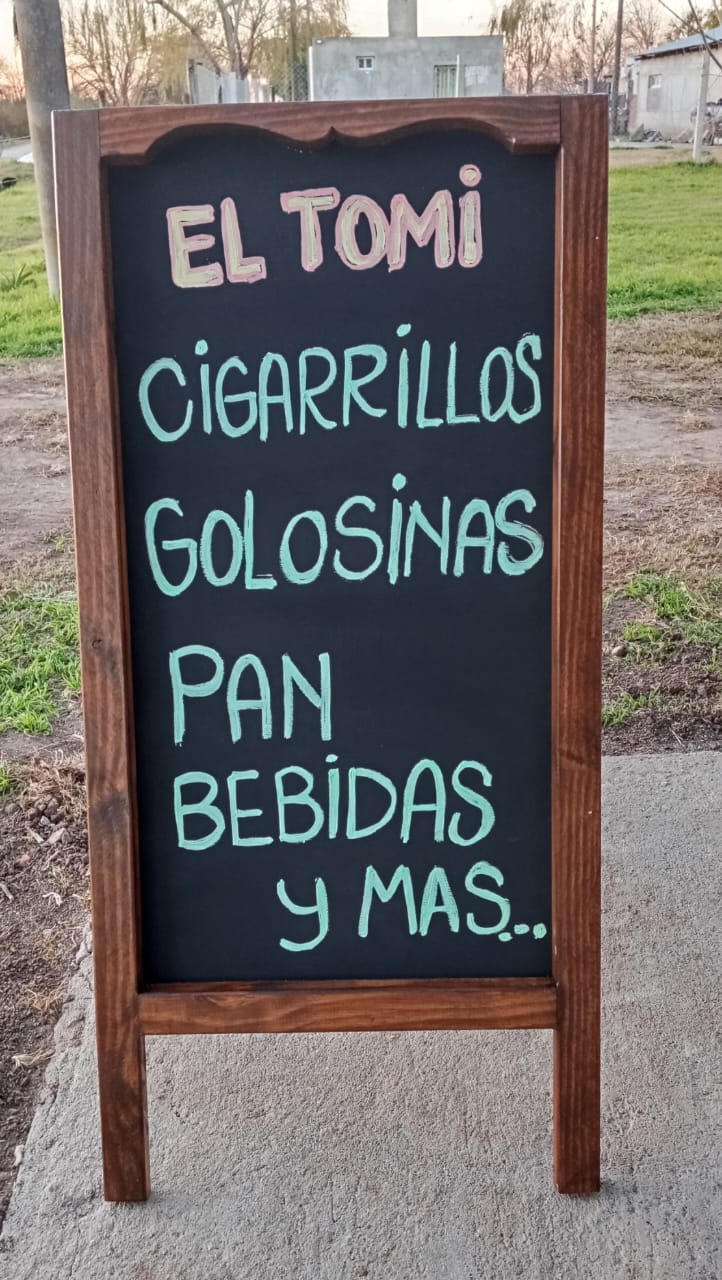 EL TOMi
CiGARRiLLOS
GOLOSiNAS
PAN
BEBiDAS
y MAS...